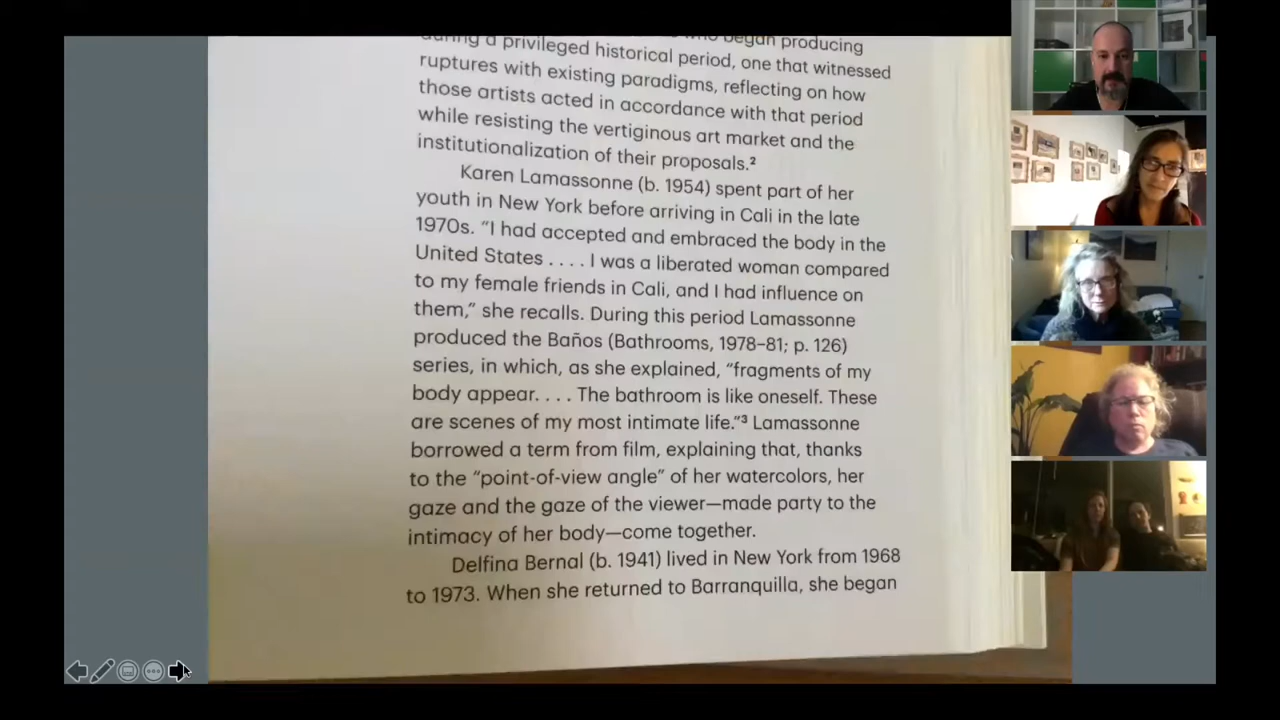 during a privileged historical period, one that witnessed
began producing
ruptures with existing paradigms, reflecting on how
those artists acted in accordance with that period
while resisting the vertiginous art market and the
institutionalization of their proposals.²
Karen Lamassonne (b. 1954) spent part of her
youth in New York before arriving in Cali in the late
1970s. “I had accepted and embraced the body in the
United States . . . . I was a liberated woman compared
to my female friends in Cali, and I had influence on
them,” she recalls. During this period Lamassonne
produced the Baños (Bathrooms, 1978–81; p. 126)
series, in which, as she explained, “fragments of my
body appear. . . . The bathroom is like oneself. These
are scenes of my most intimate life.”³ Lamassonne
borrowed a term from film, explaining that, thanks
to the “point-of-view angle” of her watercolors, her
gaze and the gaze of the viewer—made party to the
intimacy of her body—come together.
Delfina Bernal (b. 1941) lived in New York from 1968
to 1973. When she returned to Barranquilla, she began